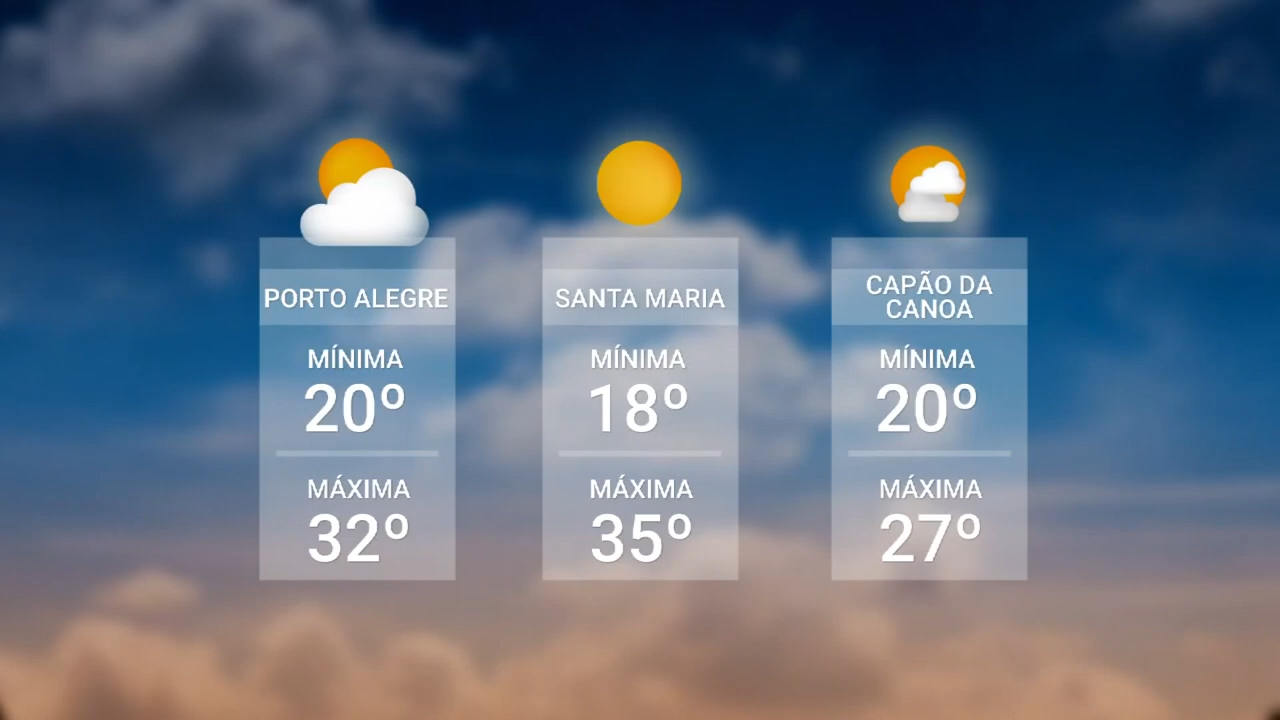 PORTO ALEGRE
MÍNIMA
20º
MÁXIMA
32º
SANTA MARIA
MÍNIMA
18º
MÁXIMA
35º
CAPÃO DA
CANOA
MÍNIMA
20º
MÁXIMA
27º